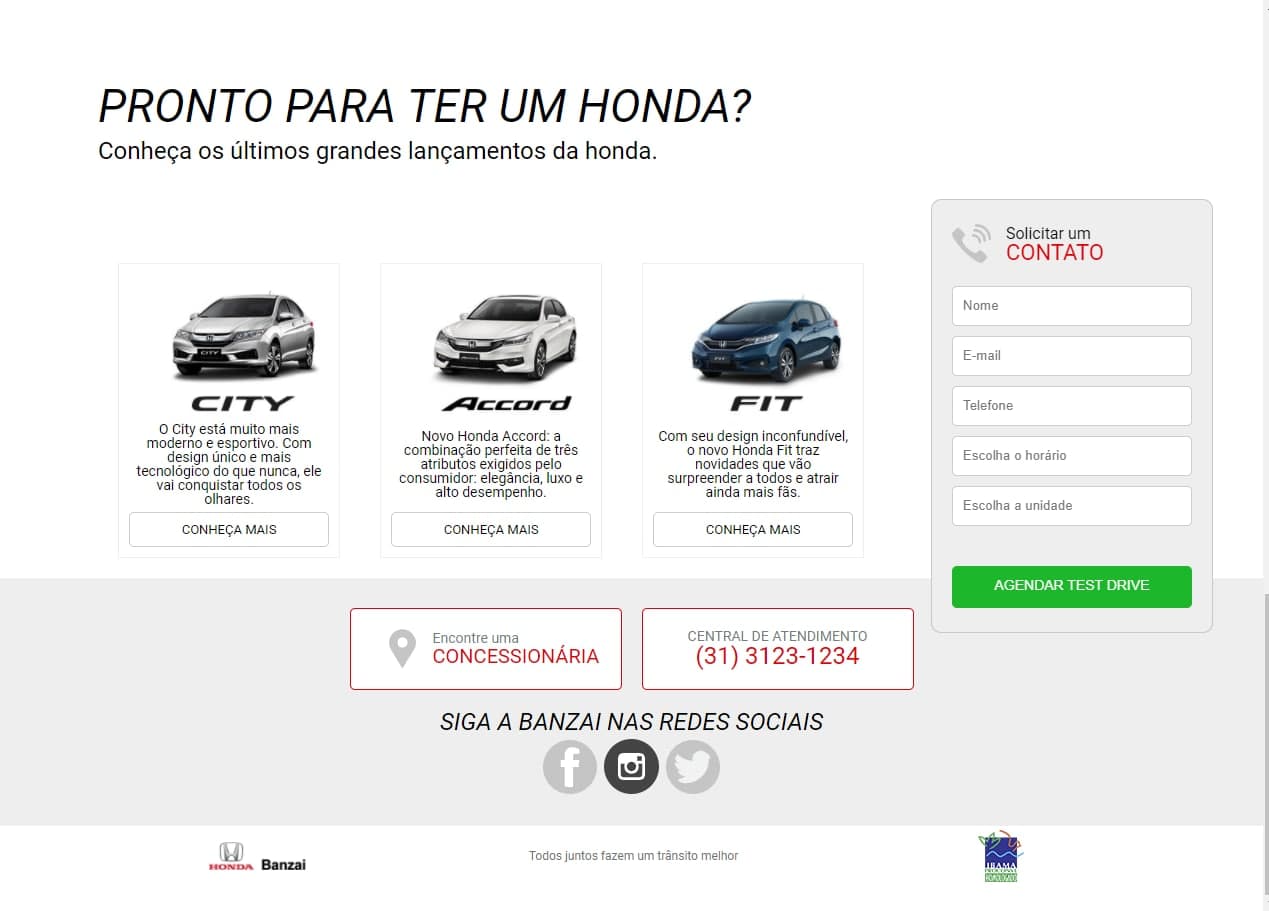 PRONTO PARA TER UM HONDA?
Conheça os últimos grandes lançamentos da honda.
CITY
CITY
O City está muito mais
moderno e esportivo. Com
design único e mais
tecnológico do que nunca, ele
vai conquistar todos os
olhares.
CONHEÇA MAIS
Accord
Novo Honda Accord: a
combinação perfeita de três
atributos exigidos pelo
consumidor: elegância, luxo e
alto desempenho.
CONHEÇA MAIS
FIT
FIT
Com seu design inconfundível,
o novo Honda Fit traz
novidades que vão
surpreender a todos e atrair
ainda mais fãs.
CONHEÇA MAIS
Solicitar um
CONTATO
Nome
E-mail
Telefone
Escolha o horário
Escolha a unidade
AGENDAR TEST DRIVE
Encontre uma
CONCESSIONÁRIA
CENTRAL DE ATENDIMENTO
(31) 3123-1234
SIGA A BANZAI NAS REDES SOCIAIS
HONDA Banzai
Todos juntos fazem um trânsito melhor
IBAMA